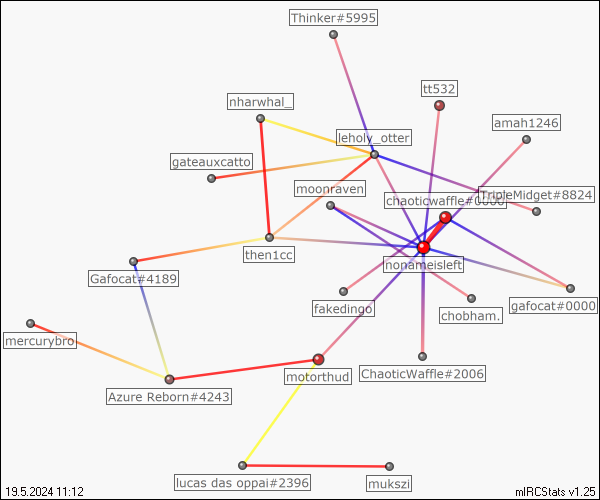 Thinker#5995
tt532
nharwhal_
amah1246
leholy_otter
gateauxcatto
moonraven
TripleMidget#8824
chaoticwaffle#0000
then1cc
nonameisleft
Gafocat#4189
fakedingo
chobham.
gafocat#0000
mercurybro
motorthud
ChaoticWaffle#2006
Azure Reborn#4243
lucas das oppai#2396
mukszi
19.5.2024 11:12
mIRCStats v1.25